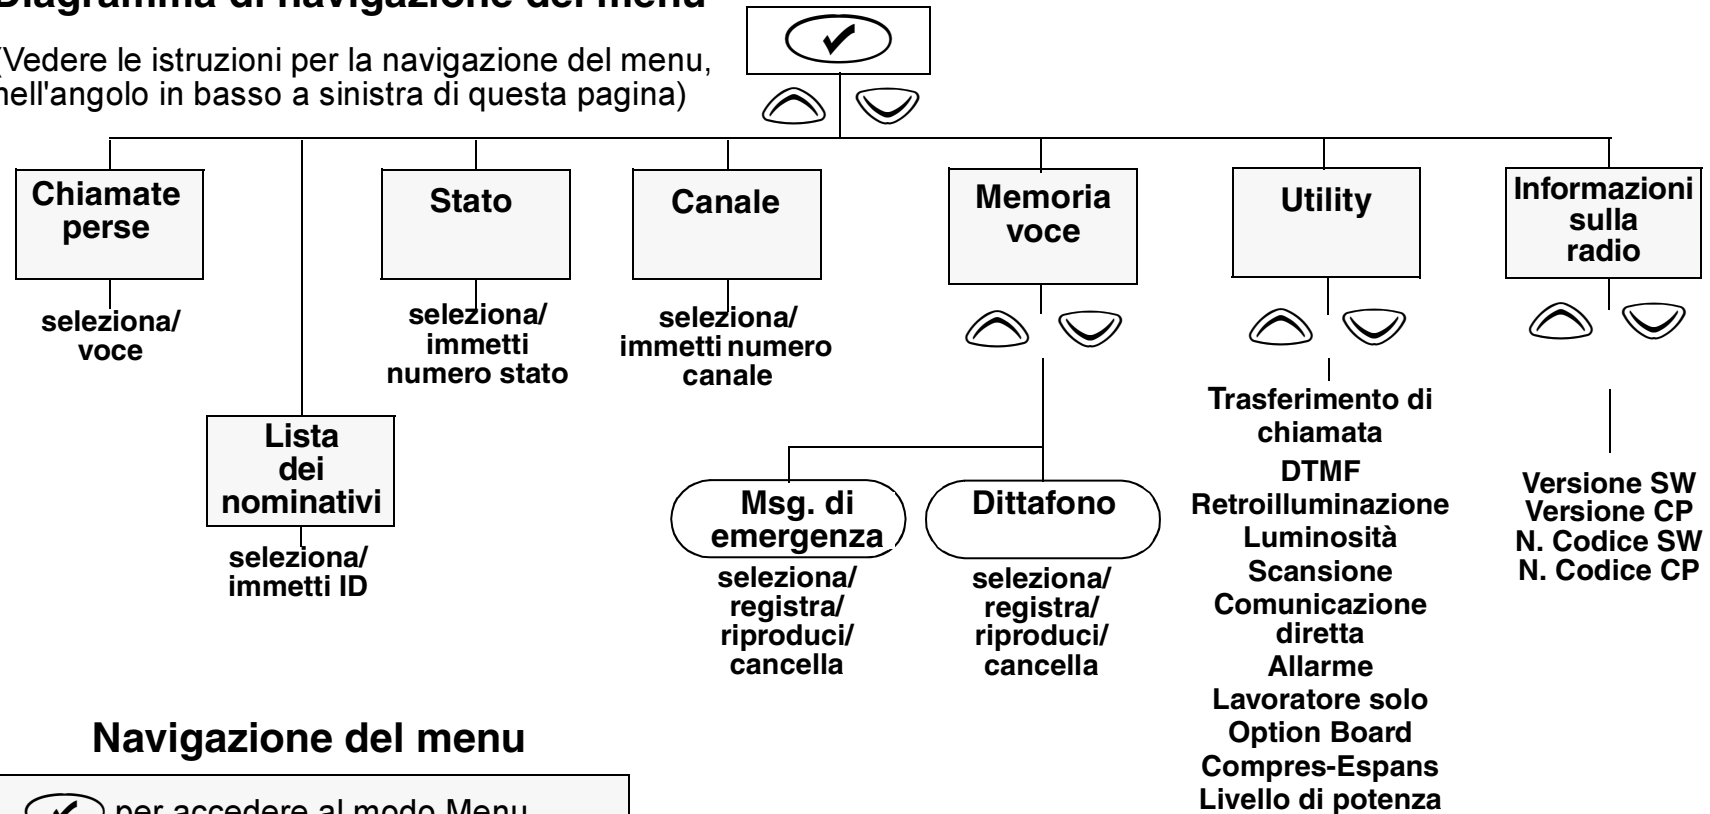 Diagramma di navigazione del menu
(Vedere le istruzioni per la navigazione del menu,
nell'angolo in basso a sinistra di questa pagina)
Chiamate
perse
seleziona/
voce
Lista
dei
nominativi
seleziona/
immetti ID
Stato
seleziona/
immetti
numero stato
Canale
seleziona/
immetti numero
canale
Memoria
voce
Msg. di
emergenza
seleziona/
registra/
riproduci/
cancella
Dittafono
seleziona/
registra/
riproduci/
cancella
Utility
Trasferimento di
chiamata
DTMF
Retroilluminazione
Luminosità
Scansione
Comunicazione
diretta
Allarme
Lavoratore solo
Option Board
Compres-Espans
Livello di potenza
Informazioni
sulla
radio
Versione SW
Versione CP
N. Codice SW
N. Codice CP
Navigazione del menu
per accedere al modo Menu